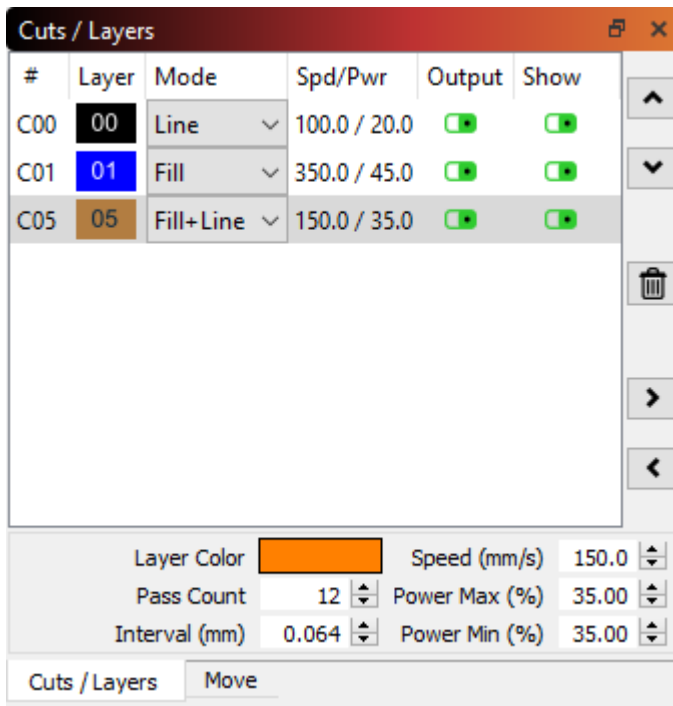 Cuts / Layers
# Layer Mode Spd/Pwr Output Show
C00 00 Line 100.0 / 20.0
C01 01 Fill 350.0 / 45.0
C05 05 Fill+Line 150.0 / 35.0
Layer Color Speed (mm/s) 150.0
Pass Count 12 Power Max (%) 35.00
Interval (mm) 0.064 Power Min (%) 35.00
Cuts / Layers Move